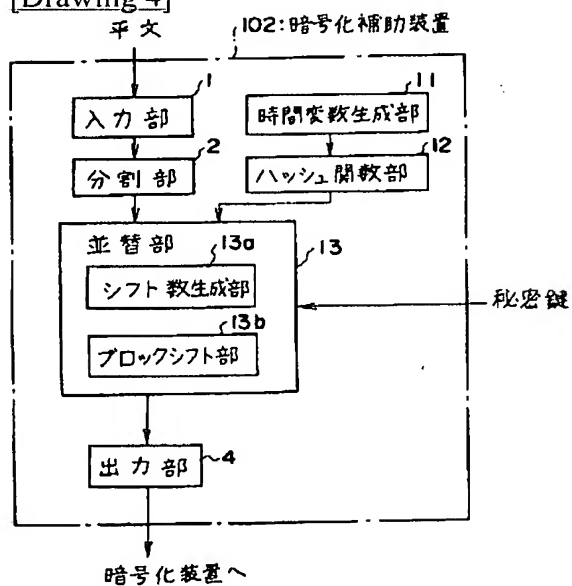 [Drawing 4]
平文
102:暗号化補助装置
1
入力部
11
時間変数生成部
2
分割部
12
ハッシュ関数部
並替部
13a
13
シフト数生成部
秘密鍵
13b
ブロックシフト部
出力部
4
暗号化装置へ